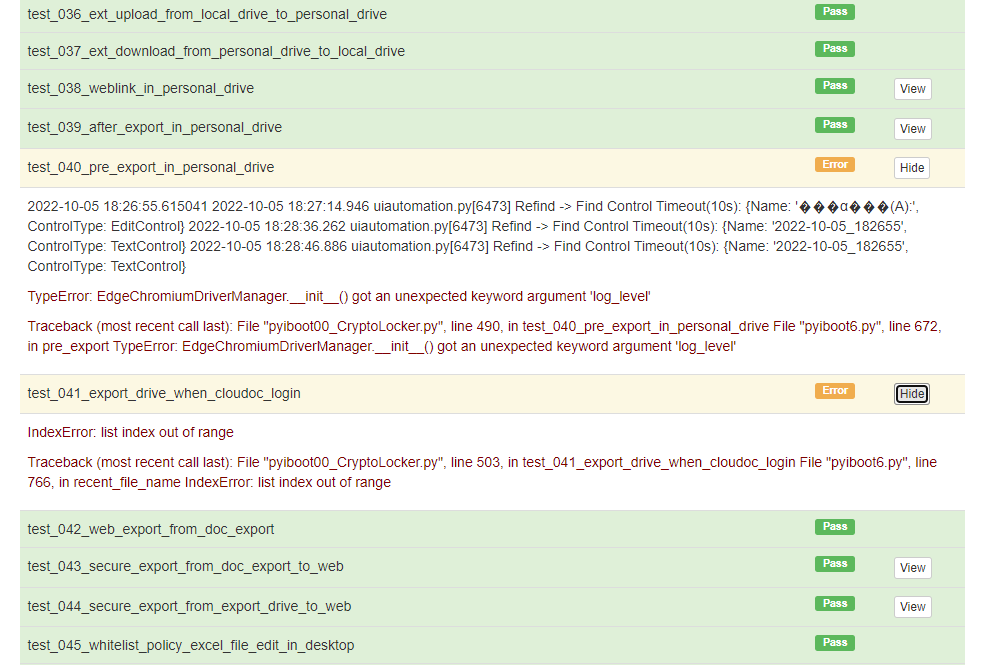 test_036_ext_upload_from_local_drive_to_personal_drive Pass
test_037_ext_download_from_personal_drive_to_local_drive Pass
test_038_weblink_in_personal_drive Pass View
test_039_after_export_in_personal_drive Pass View
test_040_pre_export_in_personal_drive Error Hide
2022-10-05 18:26:55.615041 2022-10-05 18:27:14.946 uiautomation.py[6473] Refind -> Find Control Timeout(10s): {Name: '���α���(A):',
ControlType: EditControl} 2022-10-05 18:28:36.262 uiautomation.py[6473] Refind -> Find Control Timeout(10s): {Name: '2022-10-05_182655',
ControlType: TextControl} 2022-10-05 18:28:46.886 uiautomation.py[6473] Refind -> Find Control Timeout(10s): {Name: '2022-10-05_182655',
ControlType: TextControl}
TypeError: EdgeChromiumDriverManager.__init__() got an unexpected keyword argument 'log_level'
Traceback (most recent call last): File "pyiboot00_CryptoLocker.py", line 490, in test_040_pre_export_in_personal_drive File "pyiboot6.py", line 672,
in pre_export TypeError: EdgeChromiumDriverManager.__init__() got an unexpected keyword argument 'log_level'
test_041_export_drive_when_cloudoc_login Error Hide
IndexError: list index out of range
Traceback (most recent call last): File "pyiboot00_CryptoLocker.py", line 503, in test_041_export_drive_when_cloudoc_login File "pyiboot6.py", line
766, in recent_file_name IndexError: list index out of range
test_042_web_export_from_doc_export Pass
test_043_secure_export_from_doc_export_to_web Pass View
test_044_secure_export_from_export_drive_to_web Pass View
test_045_whitelist_policy_excel_file_edit_in_desktop Pass